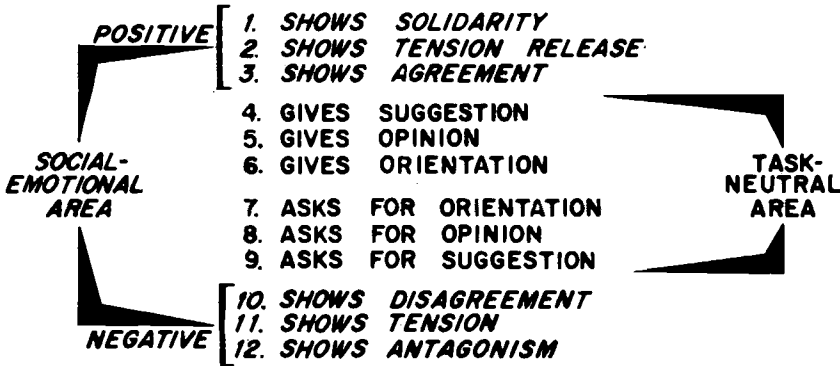 POSITIVE
1. SHOWS SOLIDARITY
2. SHOWS TENSION RELEASE
3. SHOWS AGREEMENT
4. GIVES SUGGESTION
5. GIVES OPINION
6. GIVES ORIENTATION
SOCIAL-
EMOTIONAL
AREA
TASK-
NEUTRAL
AREA
7. ASKS FOR ORIENTATION
8. ASKS FOR OPINION
9. ASKS FOR SUGGESTION
NEGATIVE
10. SHOWS DISAGREEMENT
11. SHOWS TENSION
12. SHOWS ANTAGONISM